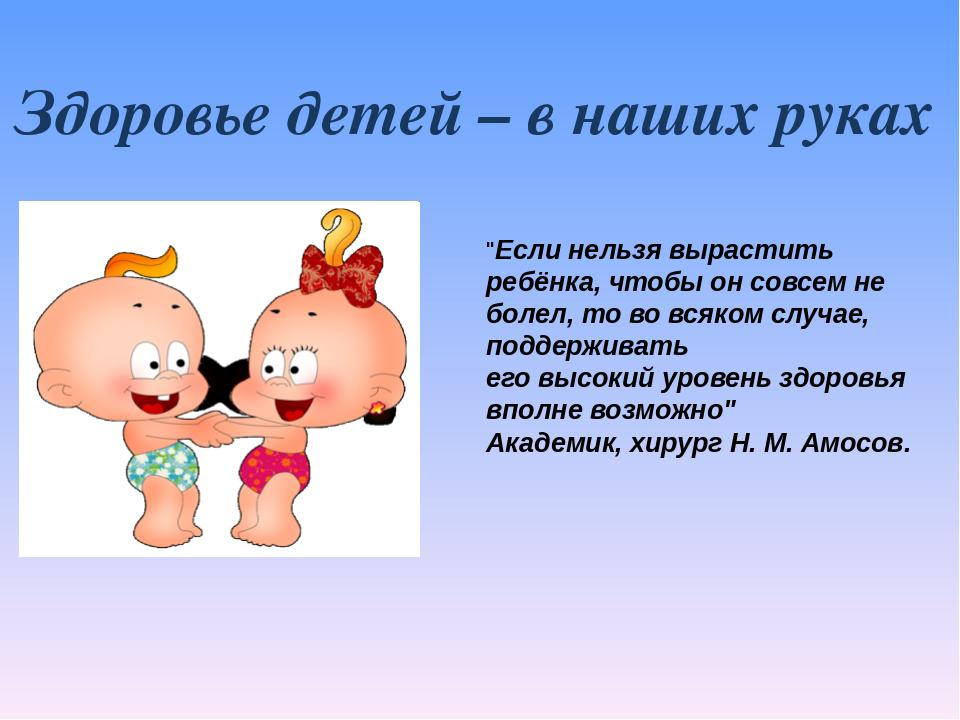 Здоровье детей – в наших руках
"Если нельзя вырастить
ребёнка, чтобы он совсем не
болел, то во всяком случае,
поддерживать
его высокий уровень здоровья
вполне возможно"
Академик, хирург Н. М. Амосов.